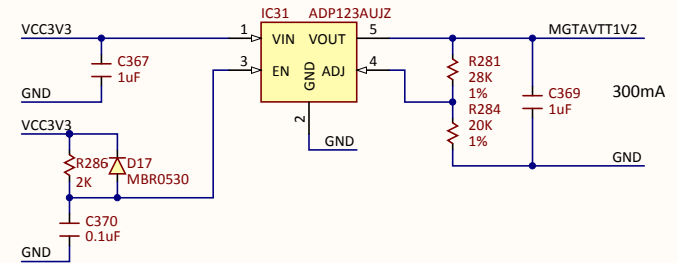 IC31 ADP123AUJZ
VCC3V3 1 VIN VOUT 5 MGTAVTT1V2
C367
1uF
R281
28K
1%
3 EN GND ADJ 4
GND
C369
1uF
300mA
R284
20K
1%
2
GND
VCC3V3
GND
R286
2K
D17
MBR0530
C370
0.1uF
GND